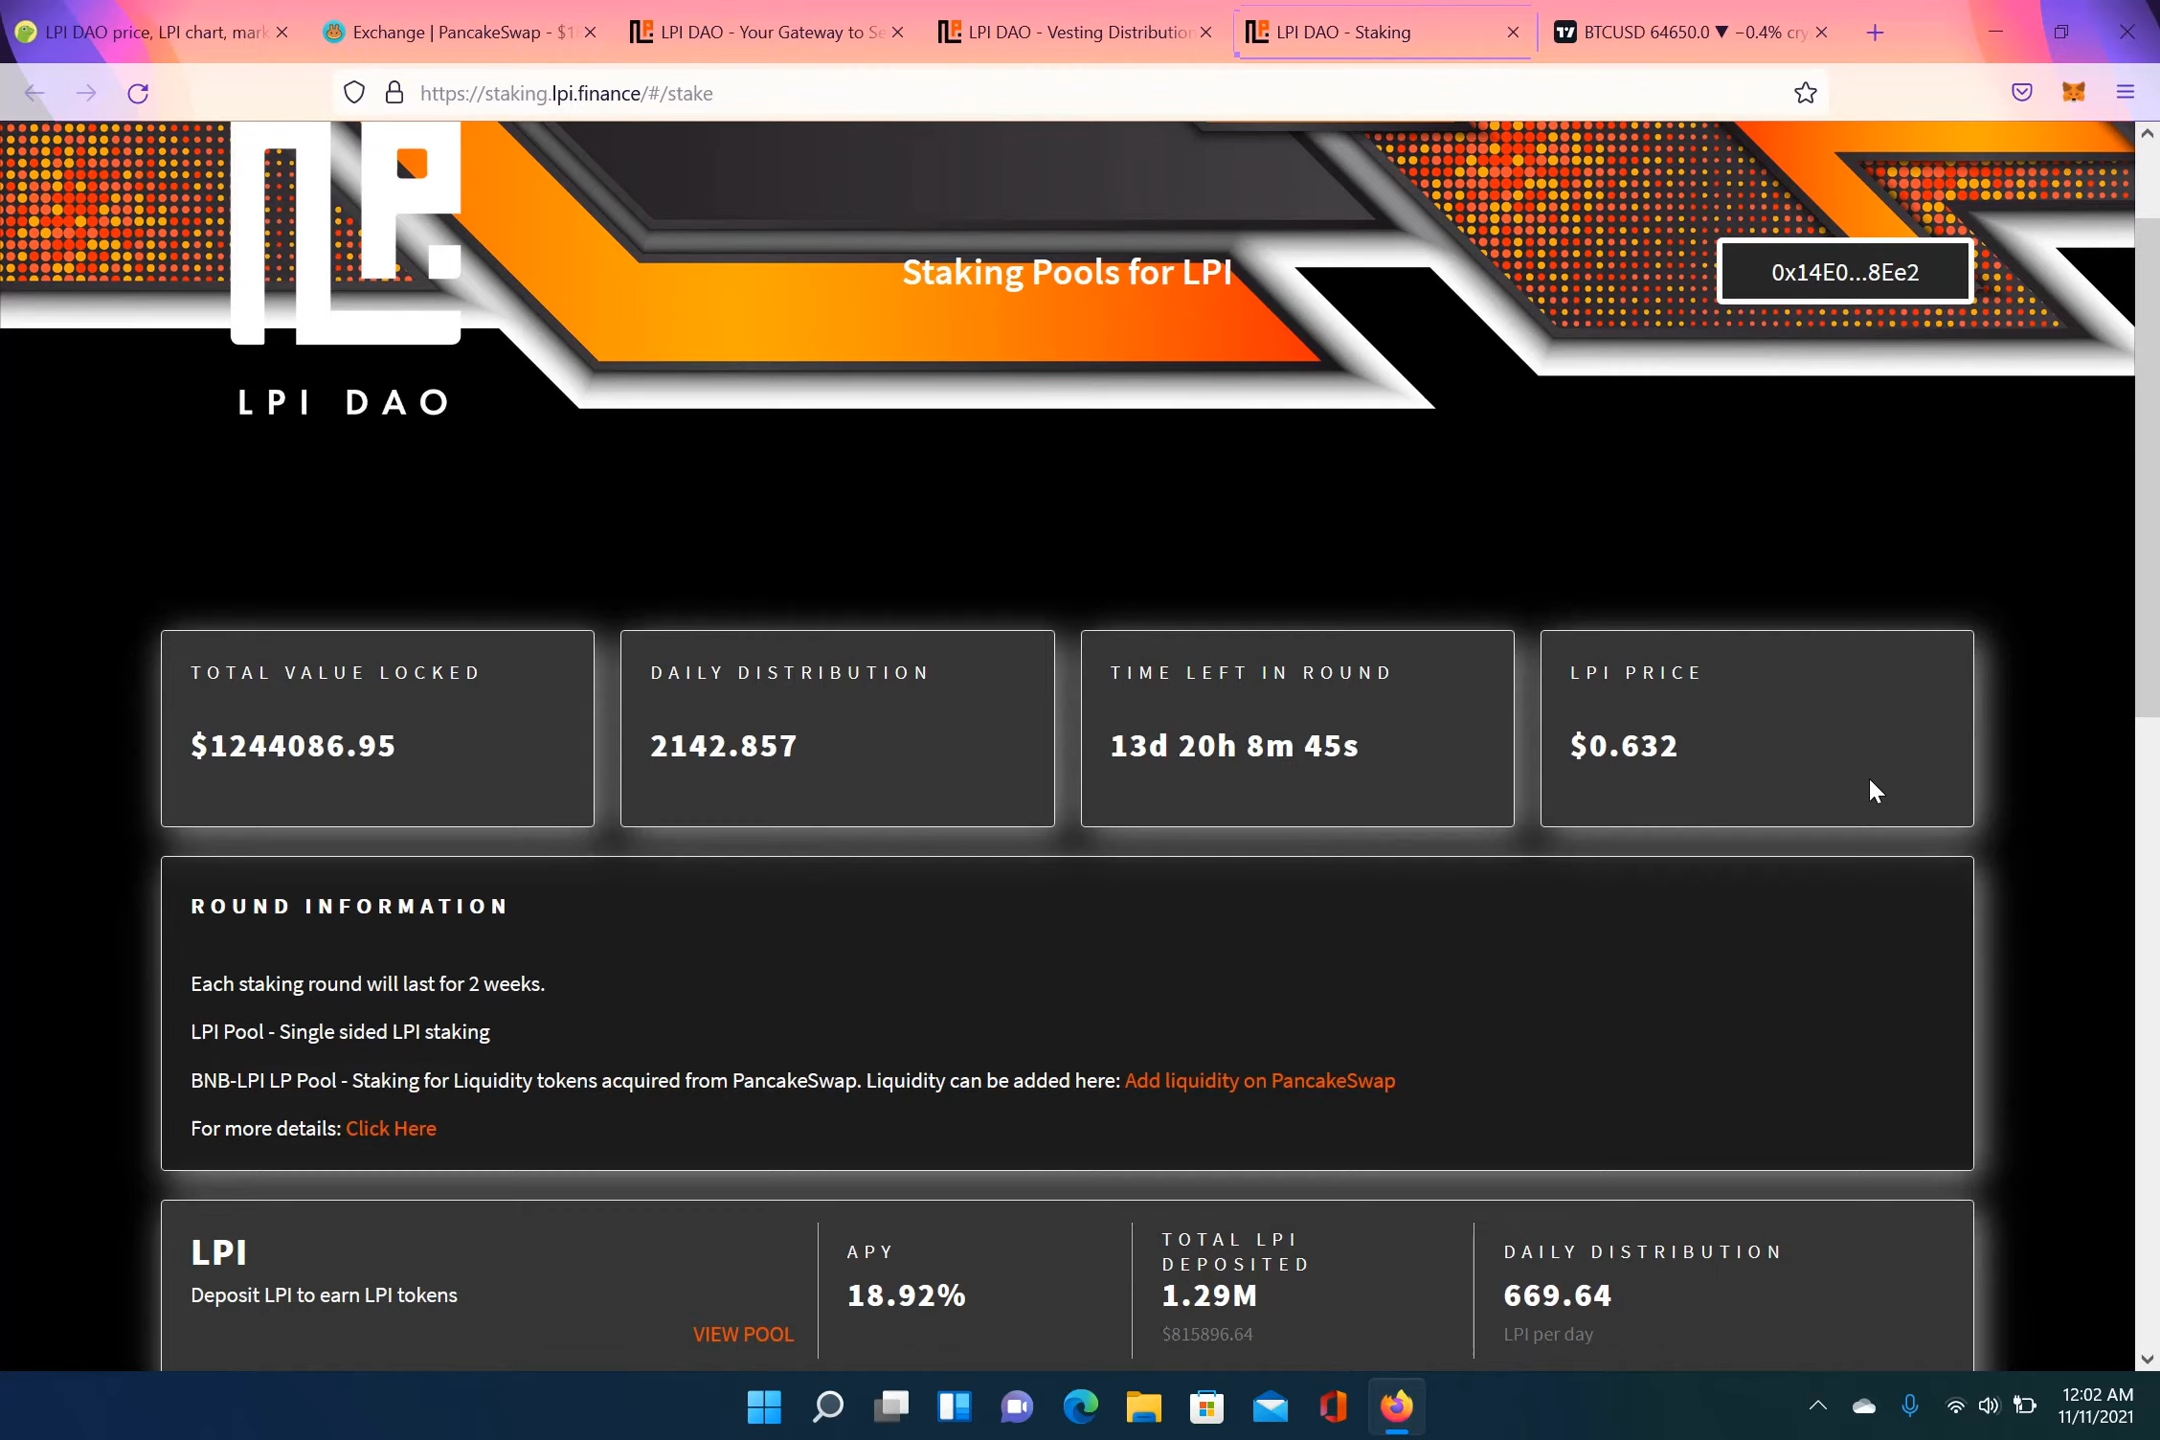 LPI DAO price, LPI chart, mark
Exchange | PancakeSwap - $1
LPI DAO - Your Gateway to Se
LPI DAO - Vesting Distribution
LPI DAO - Staking
BTCUSD 64650.0 ▼ −0.4% cry
https://staking.lpi.finance/#/stake
Staking Pools for LPI
0x14E0...8Ee2
LPI DAO
TOTAL VALUE LOCKED
$1244086.95
DAILY DISTRIBUTION
2142.857
TIME LEFT IN ROUND
13d 20h 8m 45s
LPI PRICE
$0.632
ROUND INFORMATION
Each staking round will last for 2 weeks.
LPI Pool - Single sided LPI staking
BNB-LPI LP Pool - Staking for Liquidity tokens acquired from PancakeSwap. Liquidity can be added here: Add liquidity on PancakeSwap
For more details: Click Here
LPI
Deposit LPI to earn LPI tokens
VIEW POOL
APY
18.92%
TOTAL LPI
DEPOSITED
1.29M
$815896.64
DAILY DISTRIBUTION
669.64
LPI per day
12:02 AM
11/11/2021